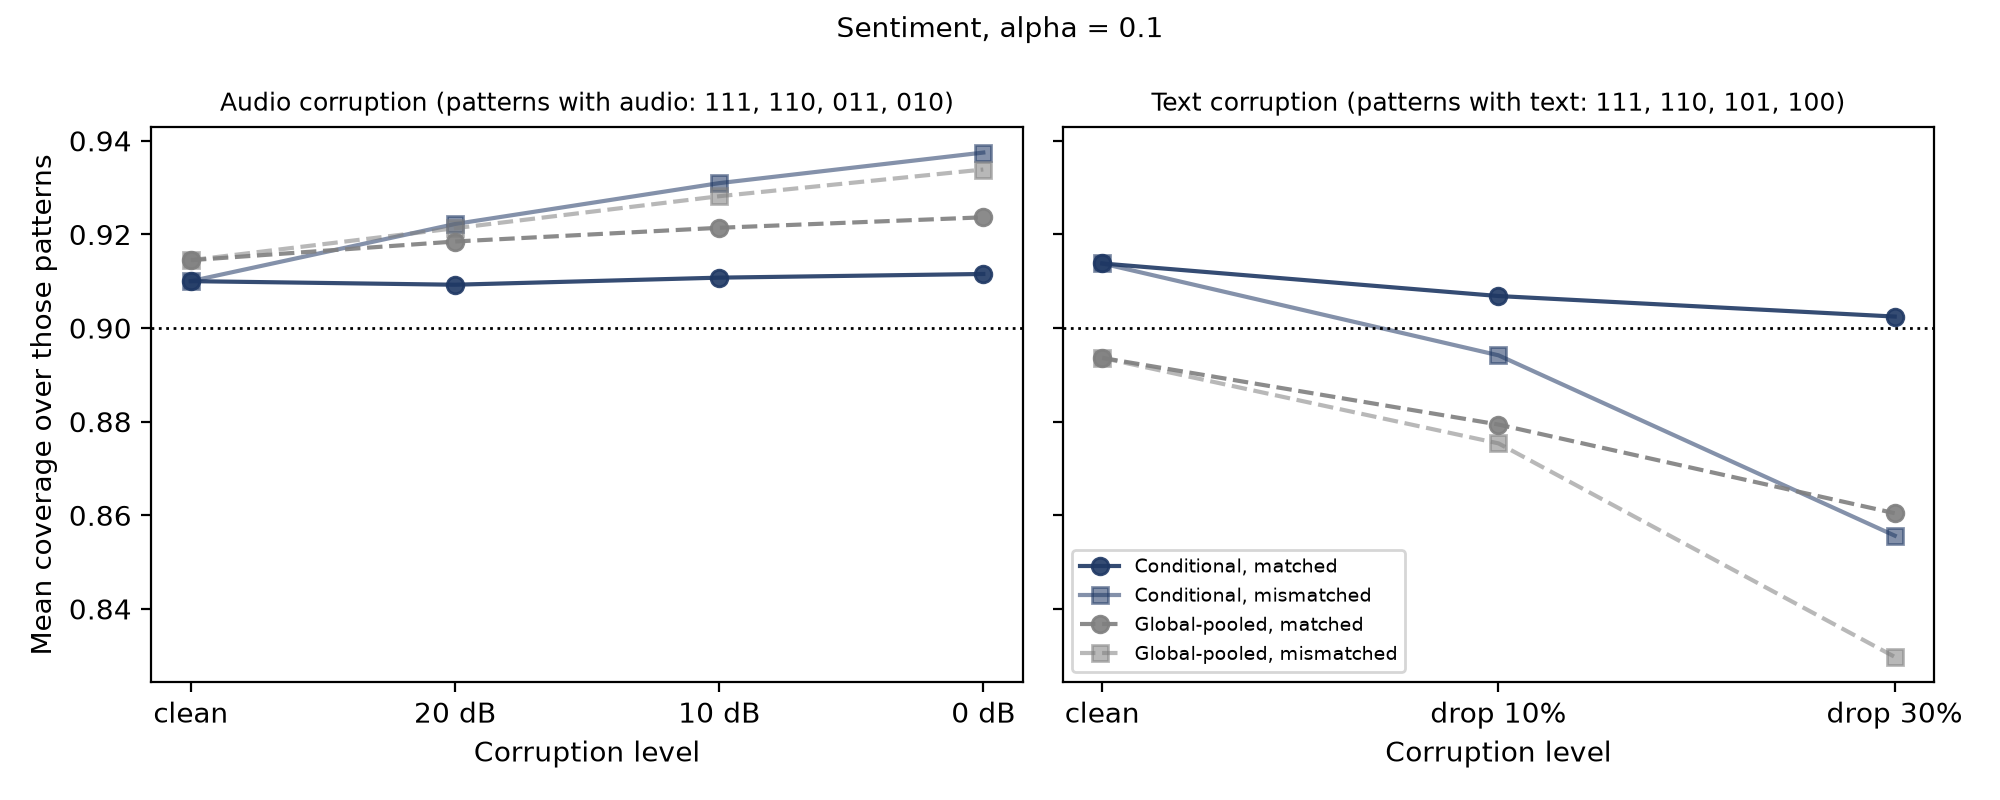 Sentiment, alpha = 0.1
Audio corruption (patterns with audio: 111, 110, 011, 010)
Mean coverage over those patterns
0.94
0.92
0.90
0.88
0.86
0.84
clean
20 dB
10 dB
0 dB
Corruption level
Text corruption (patterns with text: 111, 110, 101, 100)
Conditional, matched
Conditional, mismatched
Global-pooled, matched
Global-pooled, mismatched
clean
drop 10%
drop 30%
Corruption level